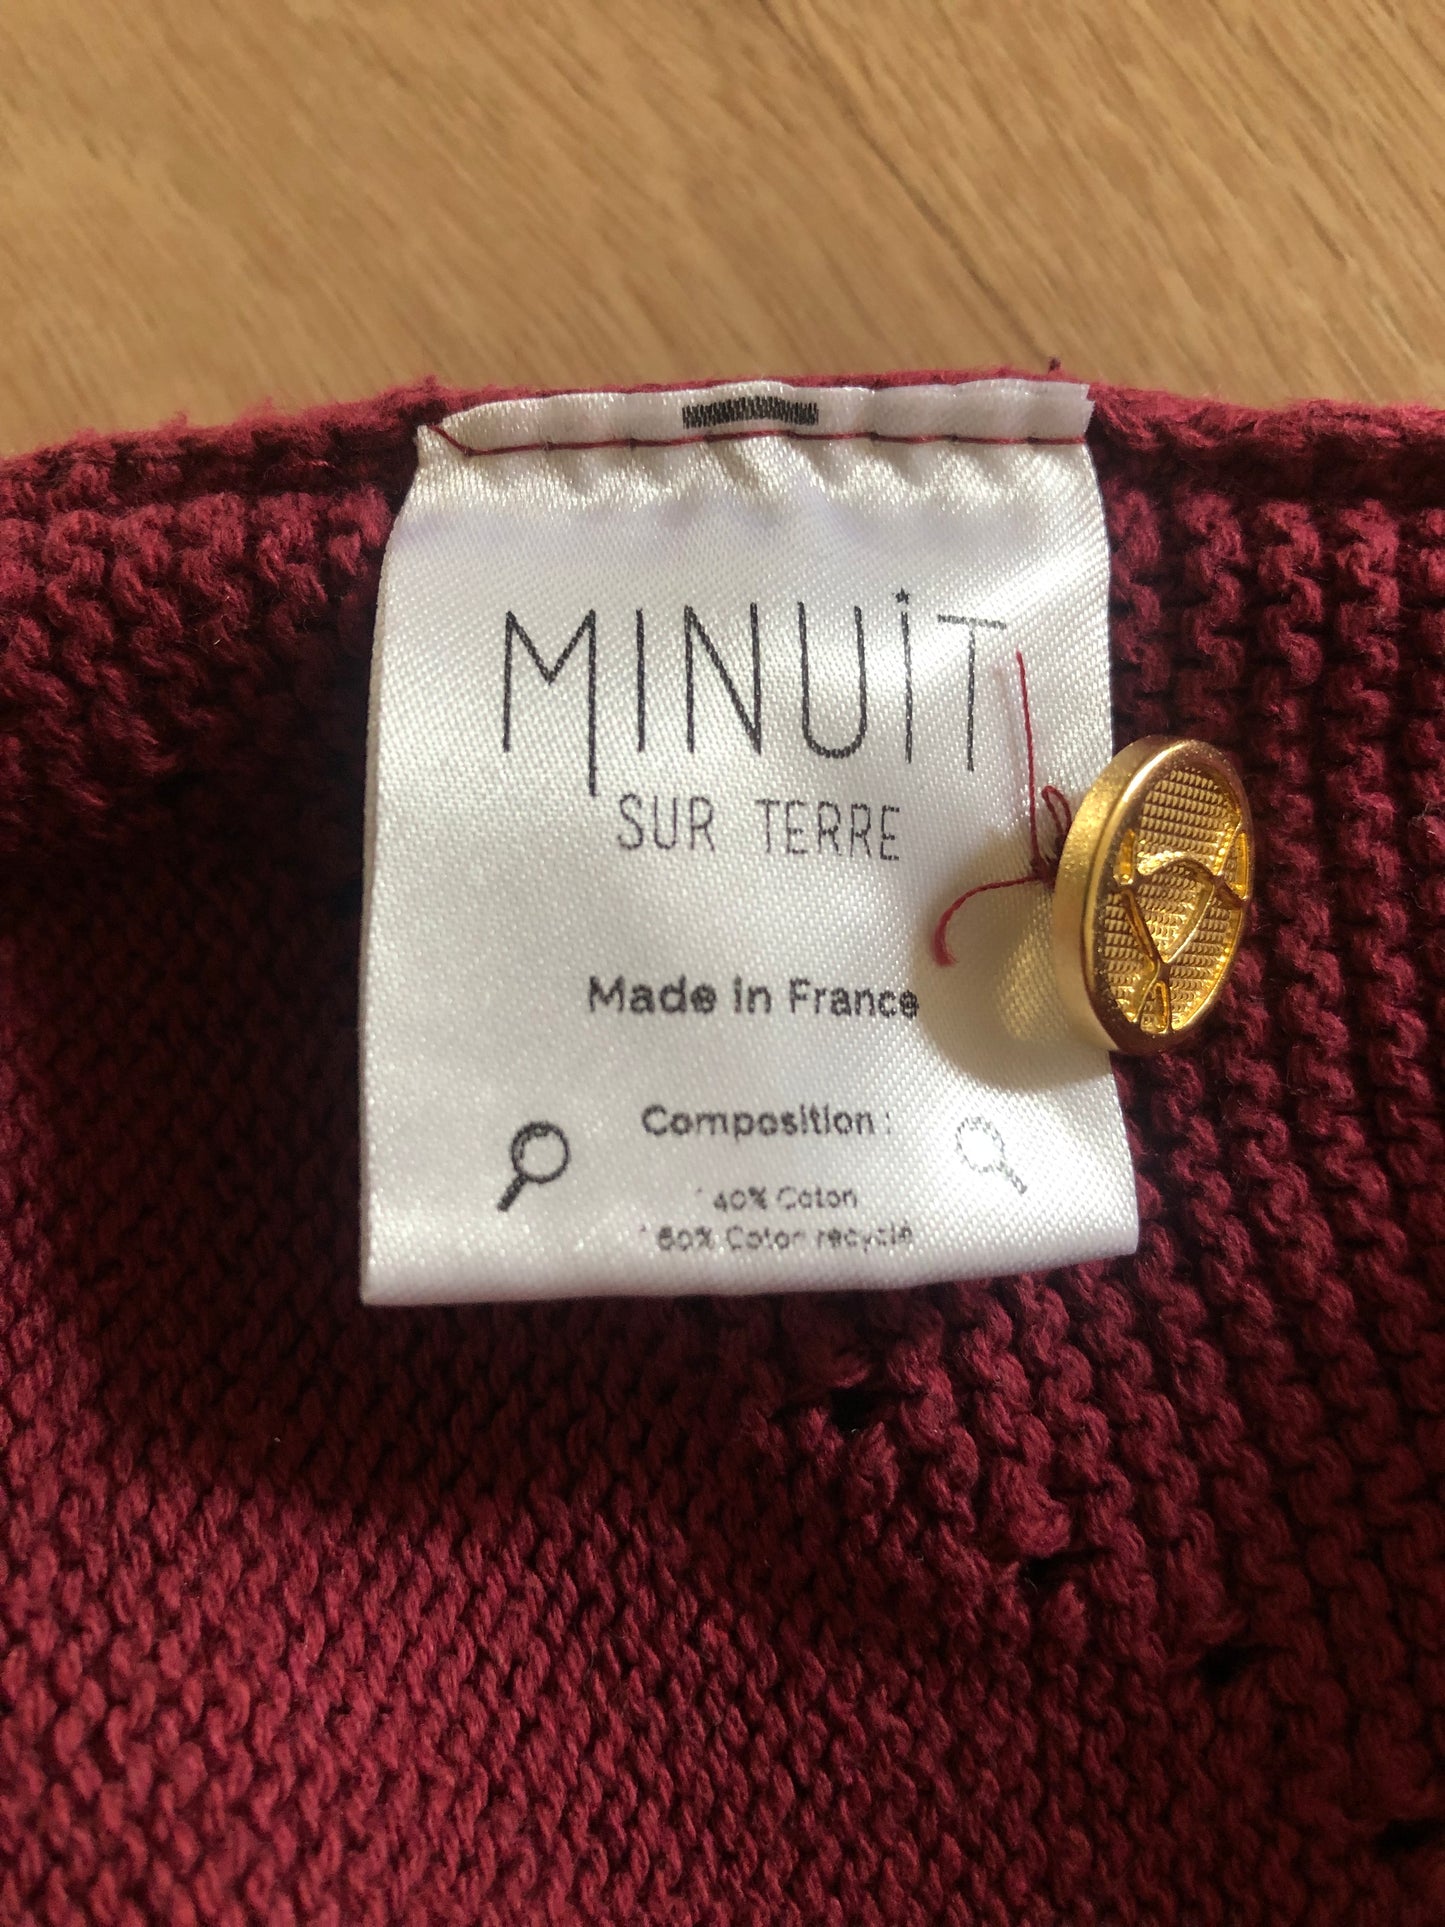 MINUiT
SUR TERRE
Made in France
Composition :
40% Coton
60% Coton recyclé